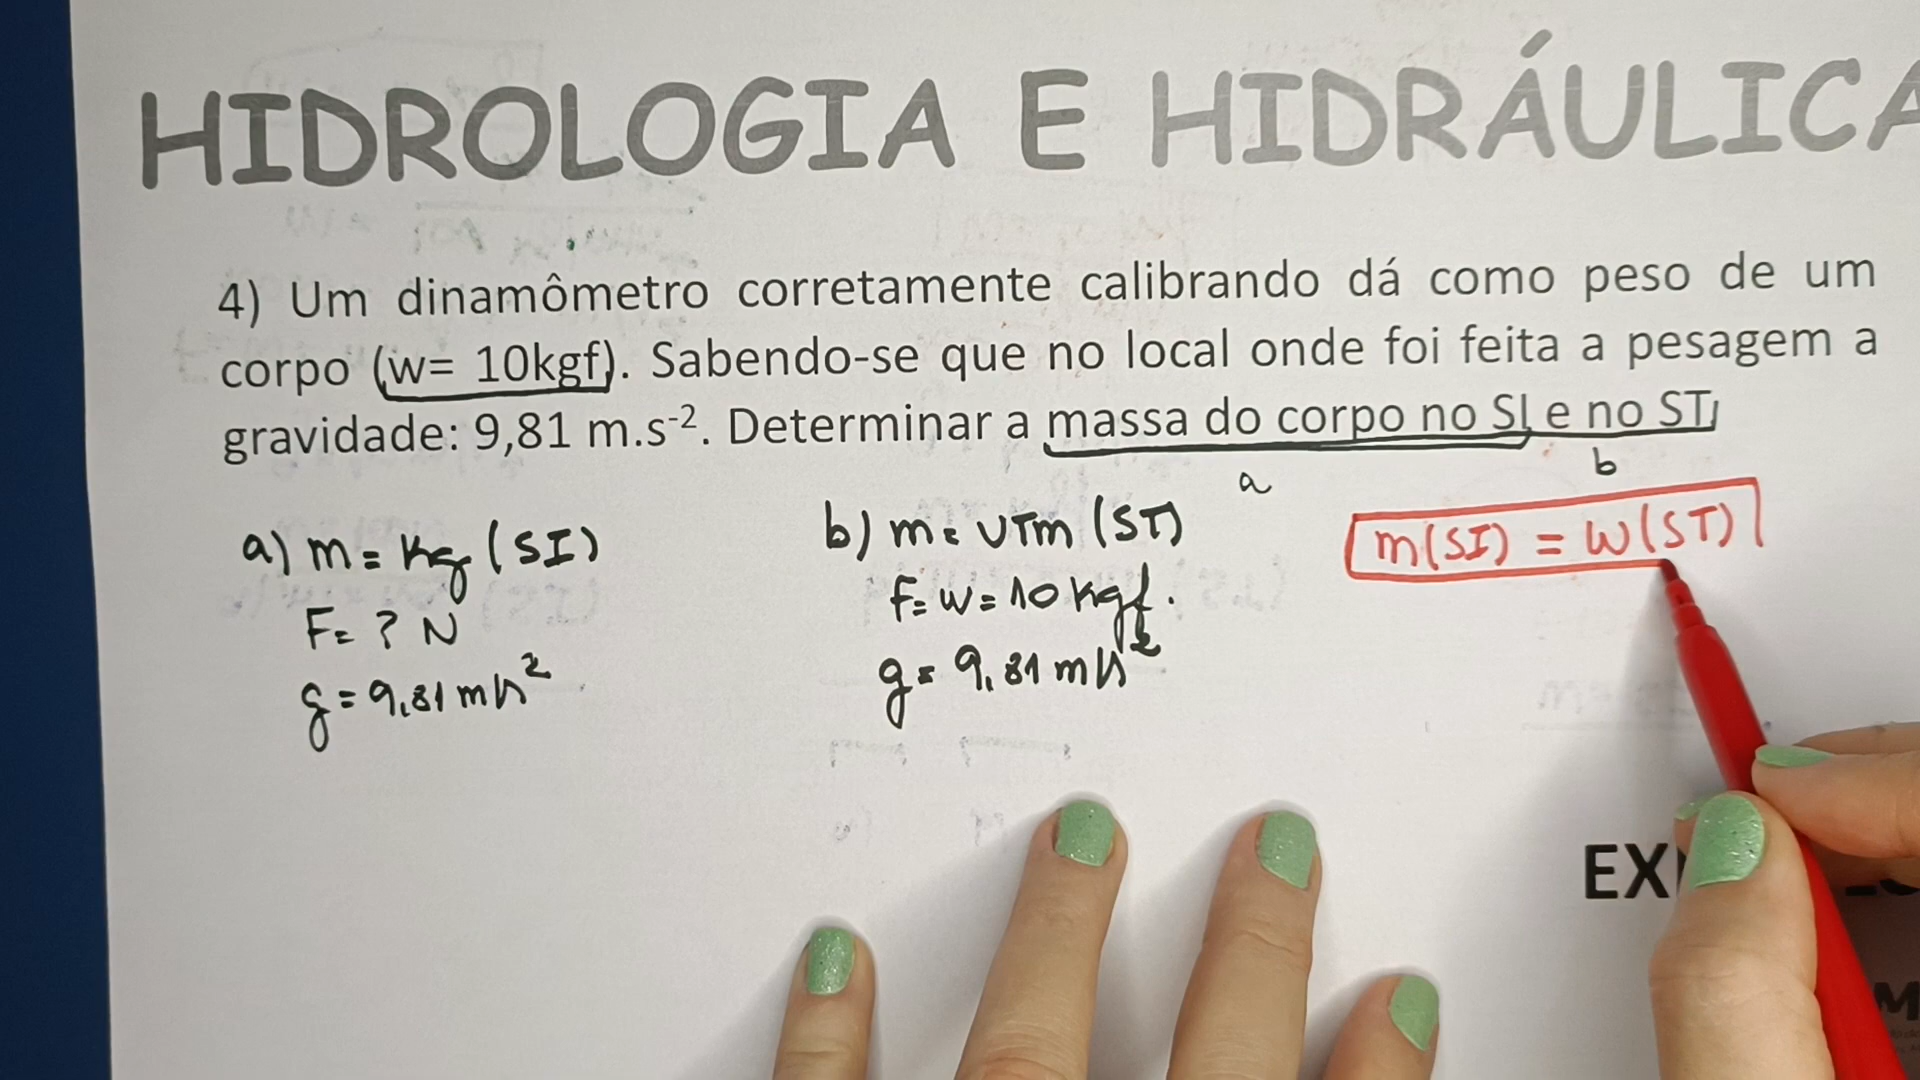 HIDROLOGIA E HIDRÁULICA
4) Um dinamômetro corretamente calibrando dá como peso de um
corpo (w= 10kgf). Sabendo-se que no local onde foi feita a pesagem a
gravidade: 9,81 m.s-2. Determinar a massa do corpo no SI e no ST
a
b
a) m = Kg (SI)
F= ? N
g = 9,81 m/s²
b) m = UTm (ST)
F= W = 10 Kgf.
g = 9,81 m/s²
m(SI) = W(ST)
EX